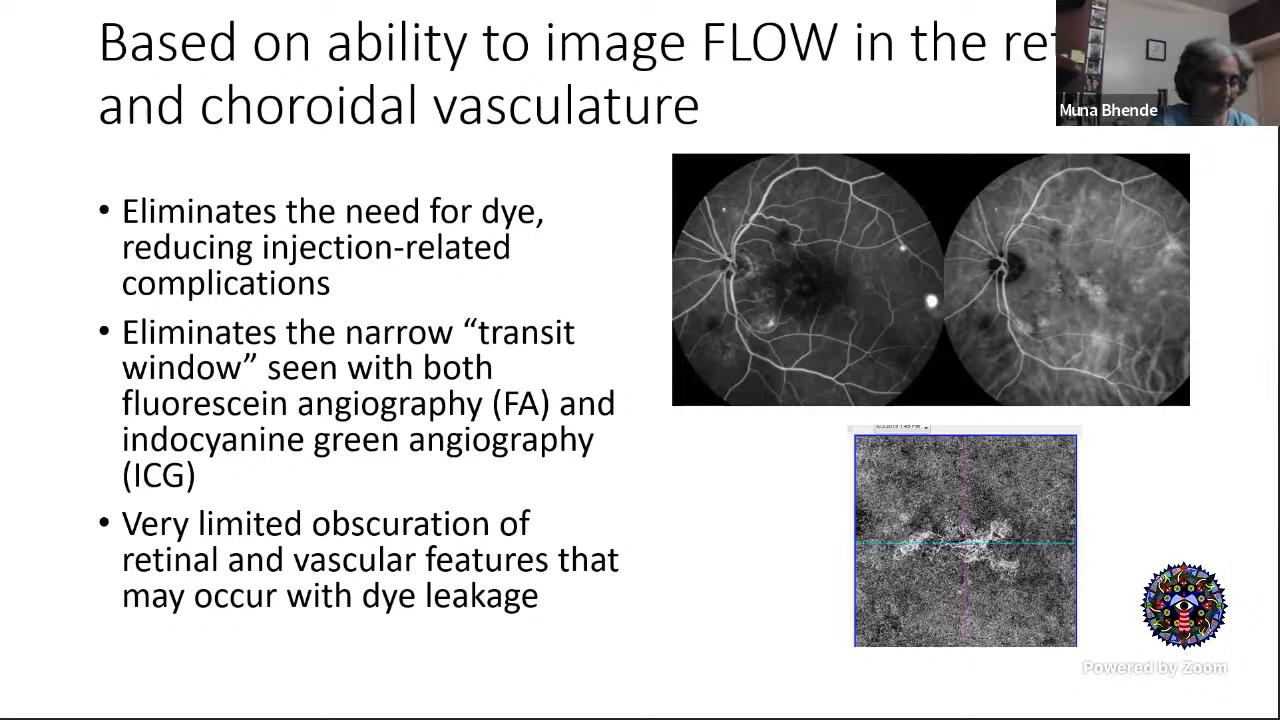 Based on ability to image FLOW in the ret
and choroidal vasculature
Muna Bhende
• Eliminates the need for dye,
reducing injection-related
complications
• Eliminates the narrow “transit
window” seen with both
fluorescein angiography (FA) and
indocyanine green angiography
(ICG)
• Very limited obscuration of
retinal and vascular features that
may occur with dye leakage
Powered by Zoom